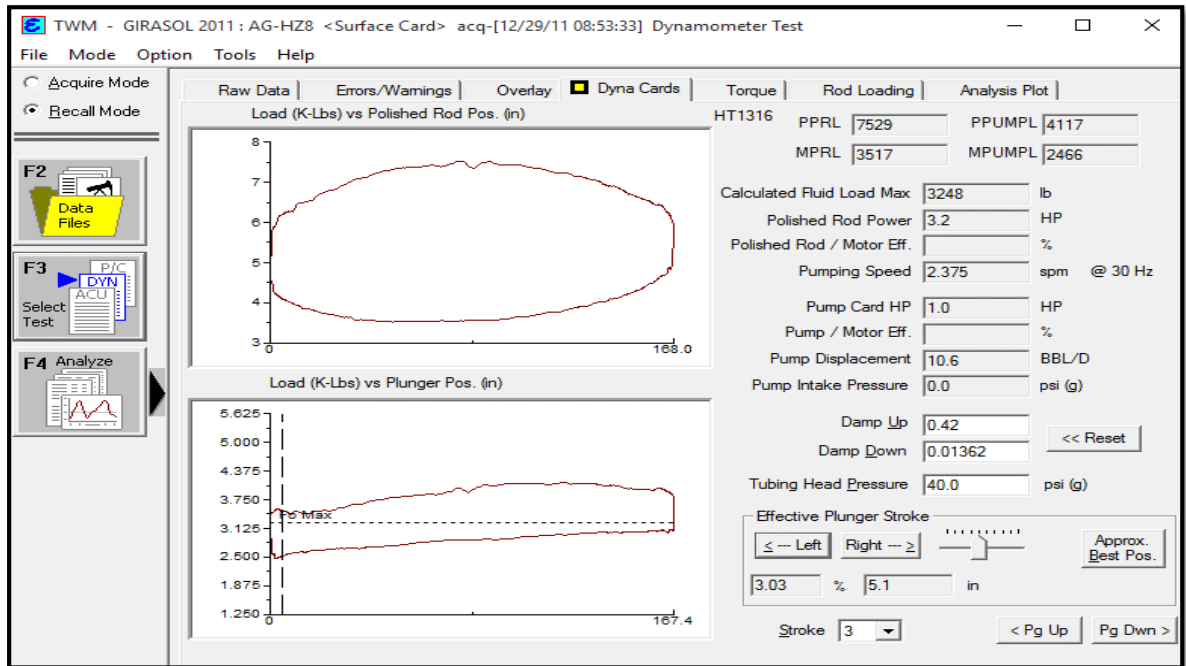 TWM - GIRASOL 2011 : AG-HZ8 <Surface Card> acq-[12/29/11 08:53:33] Dynamometer Test
File Mode Option Tools Help
Acquire Mode
Recall Mode
F2
Data
Files
F3
P/C
DYN
ACU
Select
Test
F4 Analyze
Raw Data Errors/Warnings Overlay Dyna Cards Torque Rod Loading Analysis Plot
Load (K-Lbs) vs Polished Rod Pos. (in)
8
7
6
5
4
3
0 168.0
Load (K-Lbs) vs Plunger Pos. (in)
5.625
5.000
4.375
3.750
Fo Max
3.125
2.500
1.875
1.250
0 167.4
HT1316 PPRL 7529 PPUMPL 4117
MPRL 3517 MPUMPL 2466
Calculated Fluid Load Max 3248 lb
Polished Rod Power 3.2 HP
Polished Rod / Motor Eff. %
Pumping Speed 2.375 spm @ 30 Hz
Pump Card HP 1.0 HP
Pump / Motor Eff. %
Pump Displacement 10.6 BBL/D
Pump Intake Pressure 0.0 psi (g)
Damp Up 0.42
Damp Down 0.01362
<< Reset
Tubing Head Pressure 40.0 psi (g)
Effective Plunger Stroke
< --- Left Right --- >
Approx.
Best Pos.
3.03 % 5.1 in
Stroke 3 < Pg Up Pg Dwn >